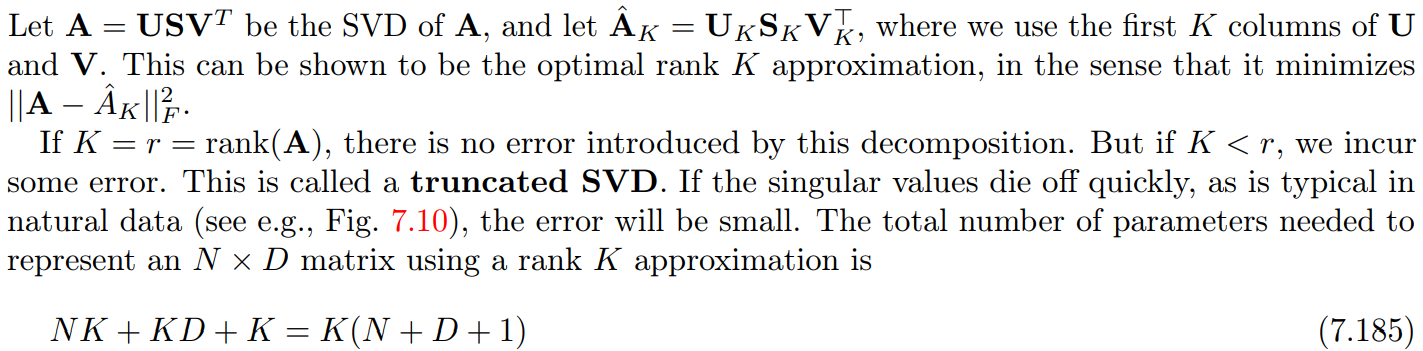 Let A = USVᵀ be the SVD of A, and let Â_K = U_K S_K V_K^⊤, where we use the first K columns of U
and V. This can be shown to be the optimal rank K approximation, in the sense that it minimizes
||A − Â_K||²_F.
If K = r = rank(A), there is no error introduced by this decomposition. But if K < r, we incur
some error. This is called a truncated SVD. If the singular values die off quickly, as is typical in
natural data (see e.g., Fig. 7.10), the error will be small. The total number of parameters needed to
represent an N × D matrix using a rank K approximation is
NK + KD + K = K(N + D + 1) (7.185)